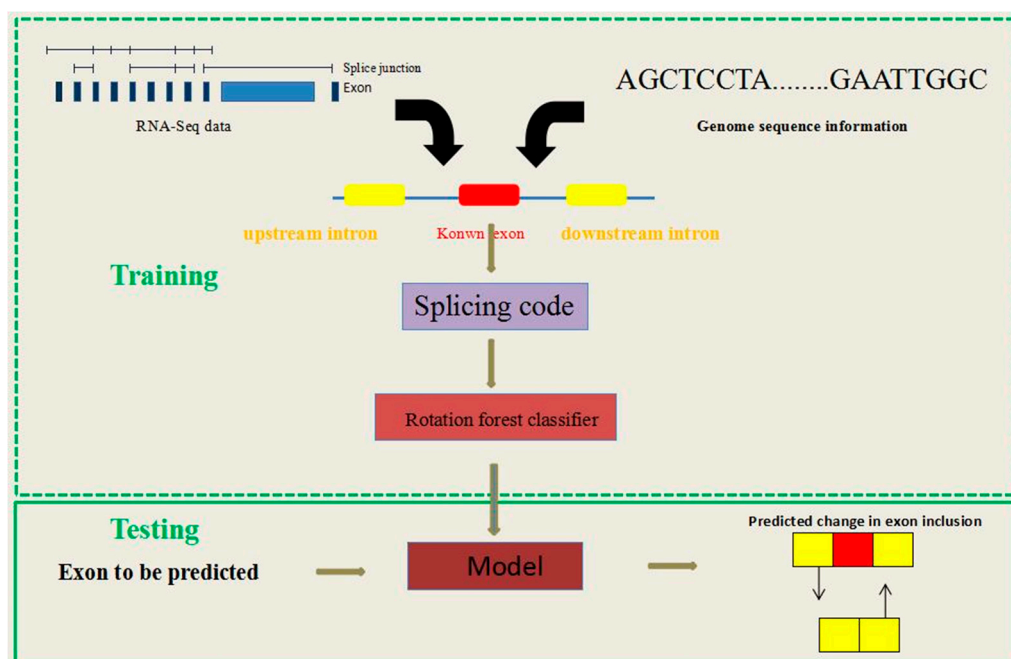 Splice junction
Exon
RNA-Seq data
AGCTCCTA........GAATTGGC
Genome sequence information
upstream intron
Konwn exon
downstream intron
Training
Splicing code
Rotation forest classifier
Testing
Exon to be predicted
Model
Predicted change in exon inclusion